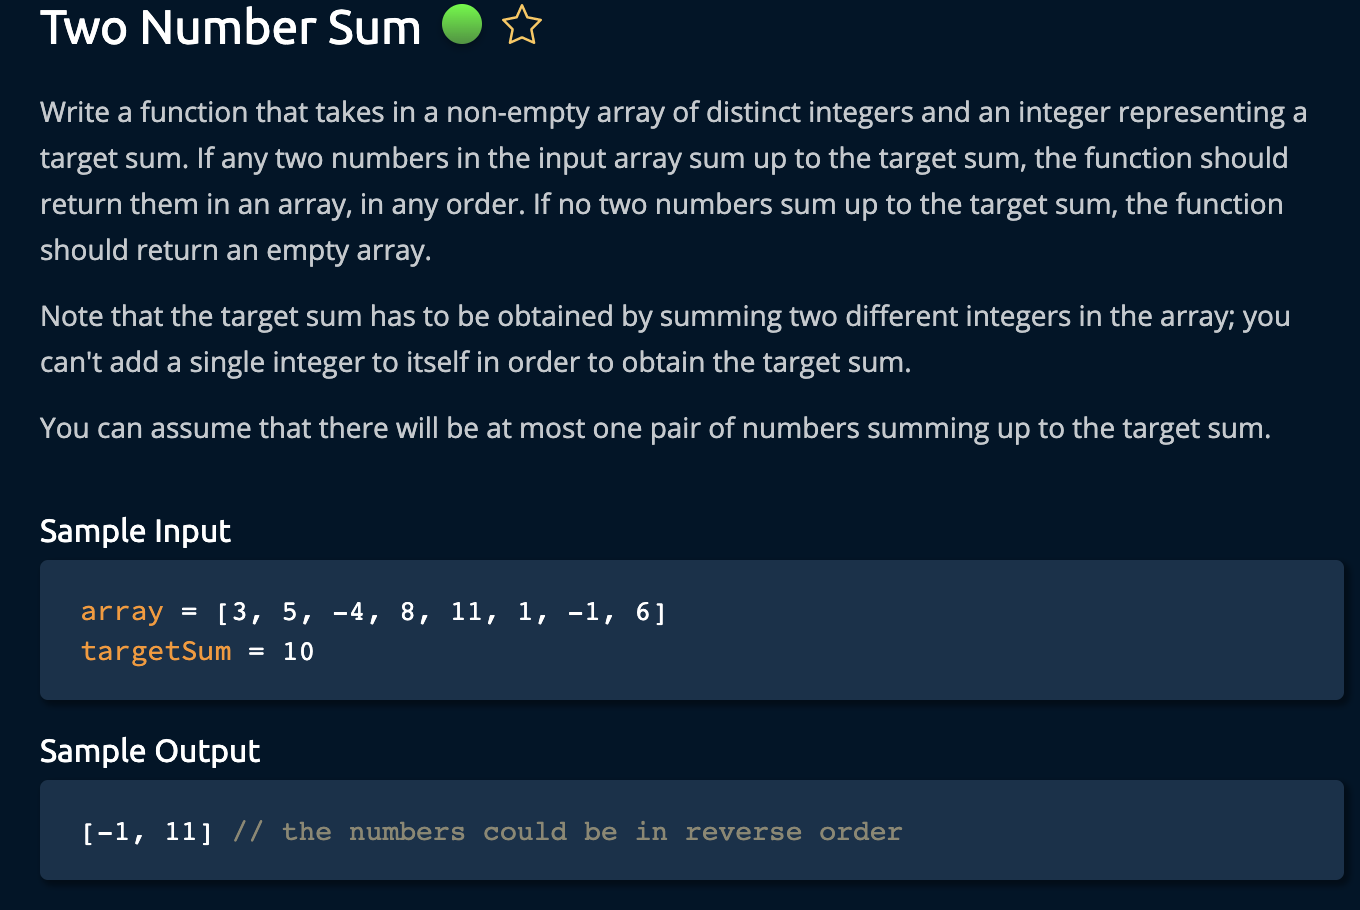 Two Number Sum
Write a function that takes in a non-empty array of distinct integers and an integer representing a
target sum. If any two numbers in the input array sum up to the target sum, the function should
return them in an array, in any order. If no two numbers sum up to the target sum, the function
should return an empty array.
Note that the target sum has to be obtained by summing two different integers in the array; you
can't add a single integer to itself in order to obtain the target sum.
You can assume that there will be at most one pair of numbers summing up to the target sum.
Sample Input
array = [3, 5, -4, 8, 11, 1, -1, 6]
targetSum = 10
Sample Output
[-1, 11] // the numbers could be in reverse order